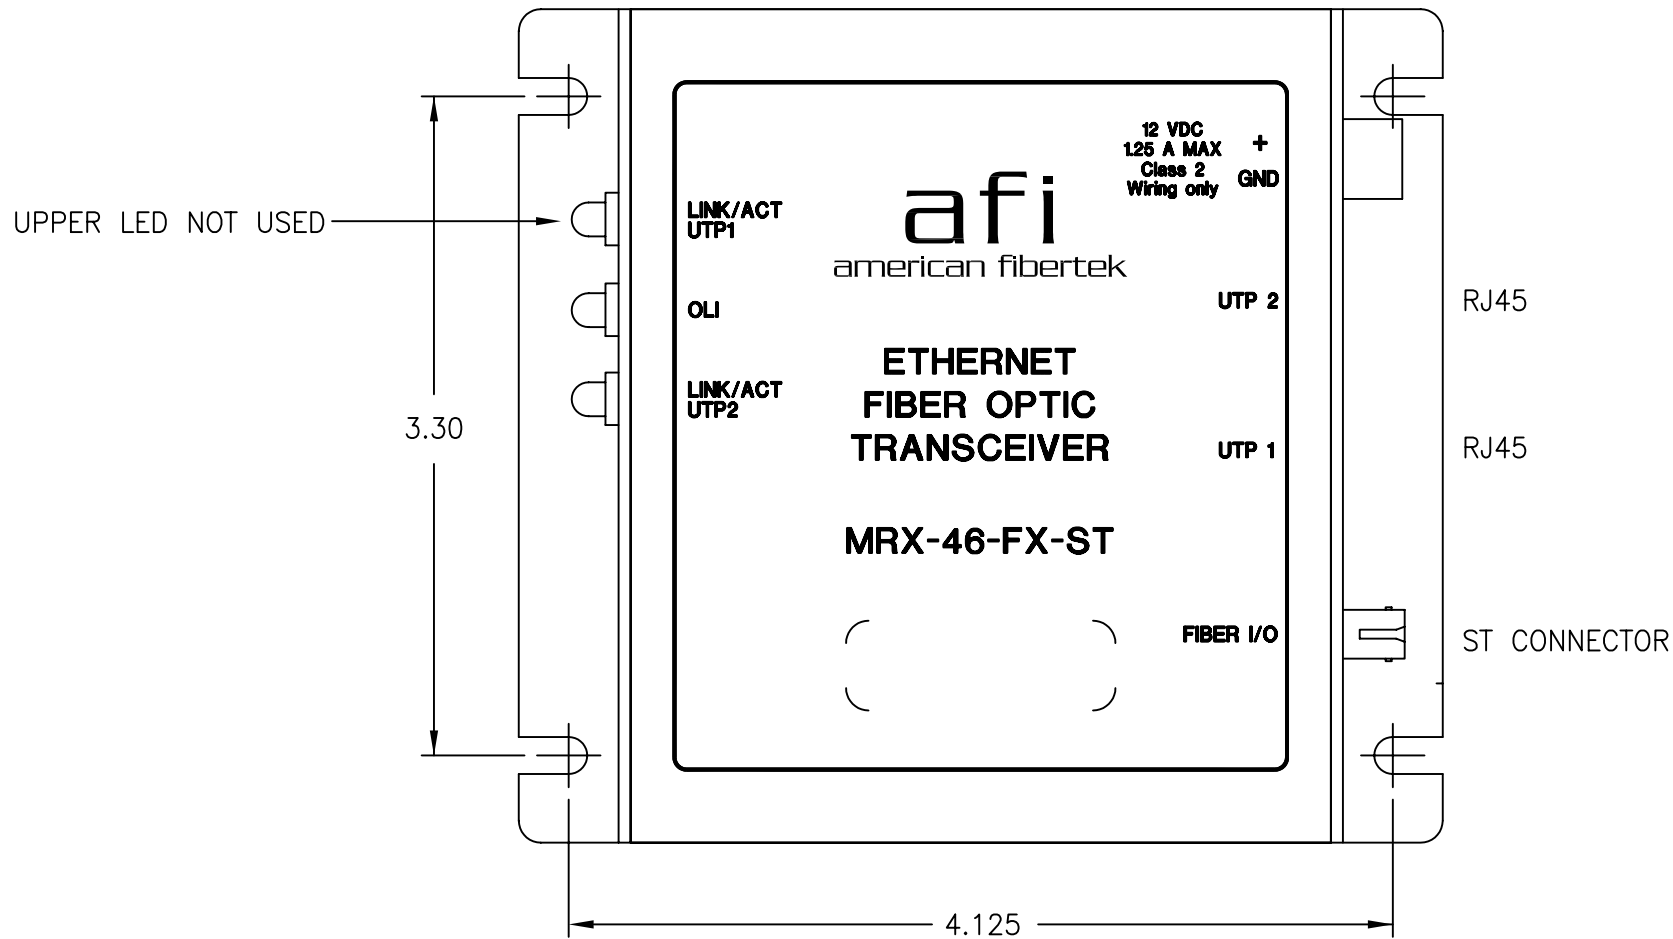 12 VDC
1.25 A MAX +
Class 2
GND
Wiring only
afi
american fibertek
UPPER LED NOT USED
LINK/ACT
UTP1
OLI
UTP 2
RJ45
ETHERNET
FIBER OPTIC
TRANSCEIVER
LINK/ACT
UTP2
3.30
UTP 1
RJ45
MRX-46-FX-ST
FIBER I/O
ST CONNECTOR
4.125